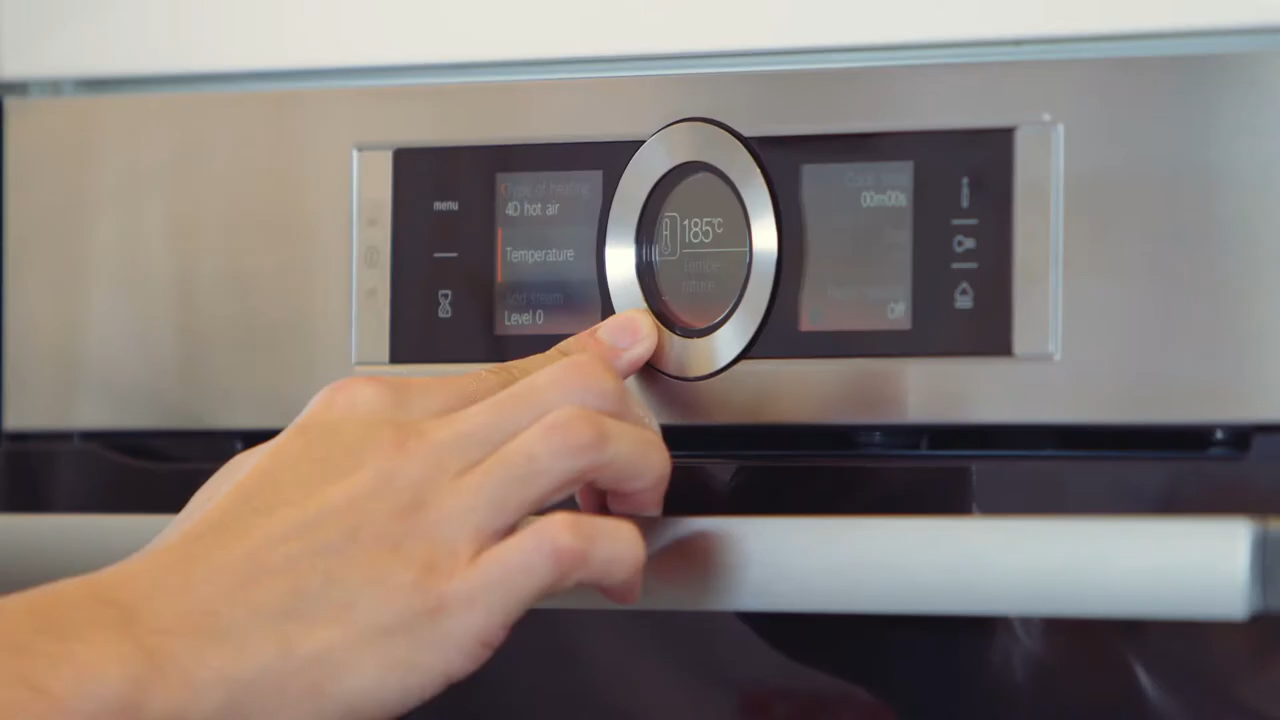 menu
Type of heating
4D hot air
Temperature
Add steam
Level 0
185°C
Tempe-
rature
Cook time
00m00s
Off